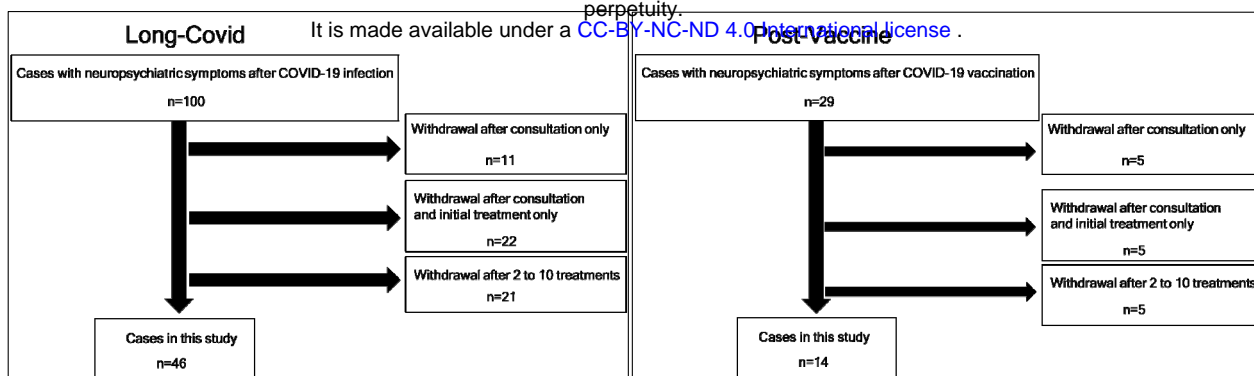 perpetuity.
It is made available under a CC-BY-NC-ND 4.0 International license .
Long-Covid
Cases with neuropsychiatric symptoms after COVID-19 infection
n=100
Withdrawal after consultation only
n=11
Withdrawal after consultation
and initial treatment only
n=22
Withdrawal after 2 to 10 treatments
n=21
Cases in this study
n=46
Post-Vaccine
Cases with neuropsychiatric symptoms after COVID-19 vaccination
n=29
Withdrawal after consultation only
n=5
Withdrawal after consultation
and initial treatment only
n=5
Withdrawal after 2 to 10 treatments
n=5
Cases in this study
n=14